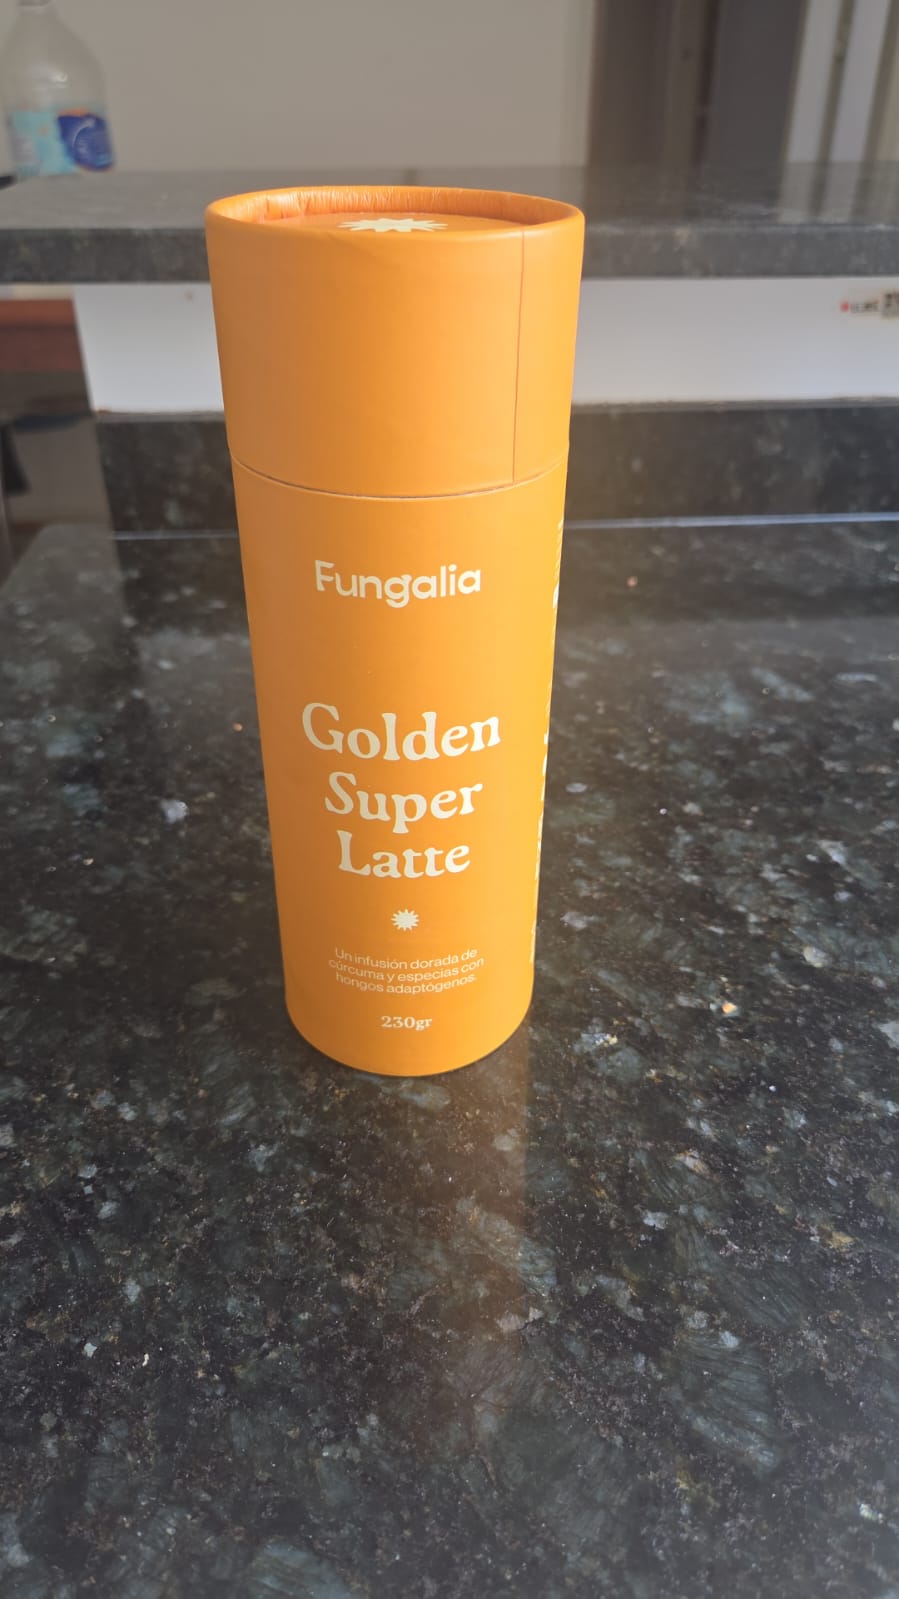 Fungalia
Golden
Super
Latte
Un infusión dorada de
cúrcuma y especias con
hongos adaptógenos.
230gr